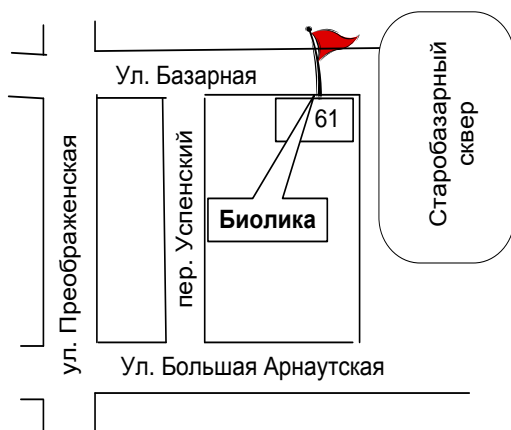 Ул. Базарная
61
Биолика
Старобазарный
сквер
ул. Преображенская
пер. Успенский
Ул. Большая Арнаутская